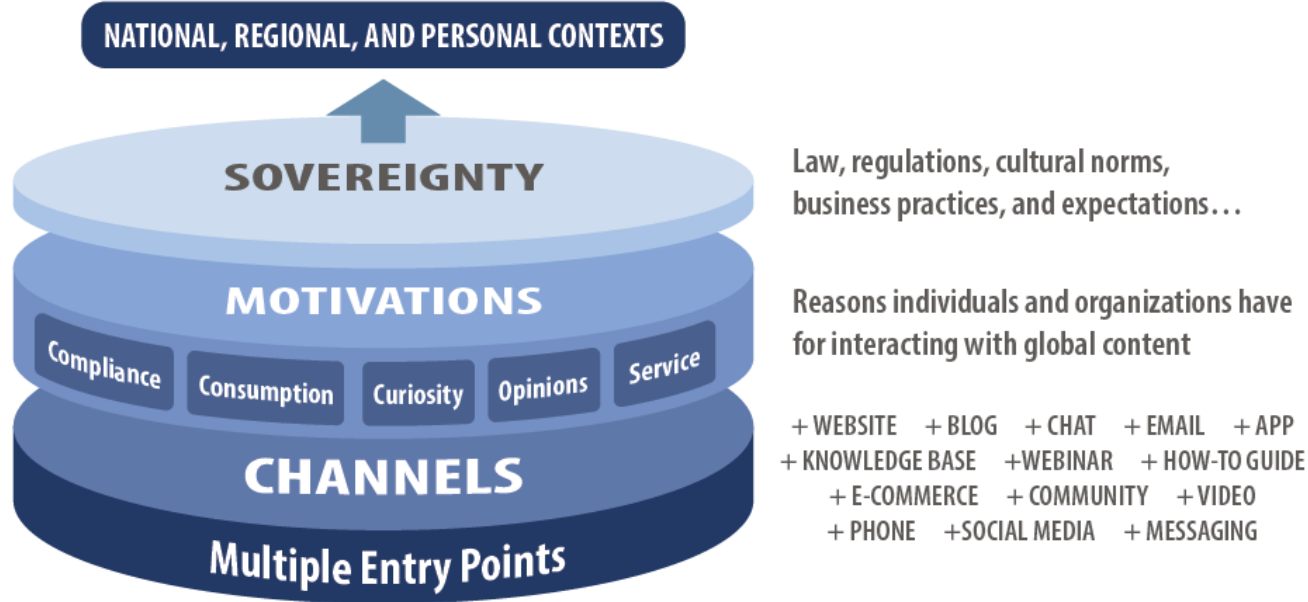 NATIONAL, REGIONAL, AND PERSONAL CONTEXTS
SOVEREIGNTY
Law, regulations, cultural norms,
business practices, and expectations…
MOTIVATIONS
Compliance
Consumption
Curiosity
Opinions
Service
Reasons individuals and organizations have
for interacting with global content
CHANNELS
Multiple Entry Points
+ WEBSITE + BLOG + CHAT + EMAIL + APP
+ KNOWLEDGE BASE +WEBINAR + HOW-TO GUIDE
+ E-COMMERCE + COMMUNITY + VIDEO
+ PHONE +SOCIAL MEDIA + MESSAGING